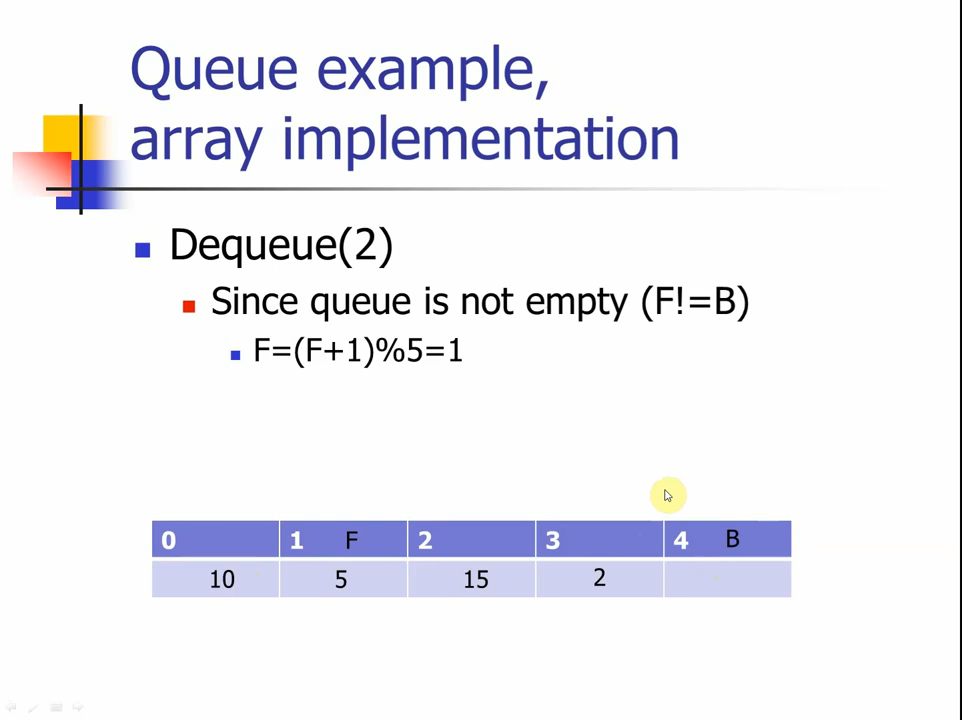 Queue example,
array implementation
Dequeue(2)
Since queue is not empty (F!=B)
F=(F+1)%5=1
0 1 F 2 3 4 B
10 5 15 2